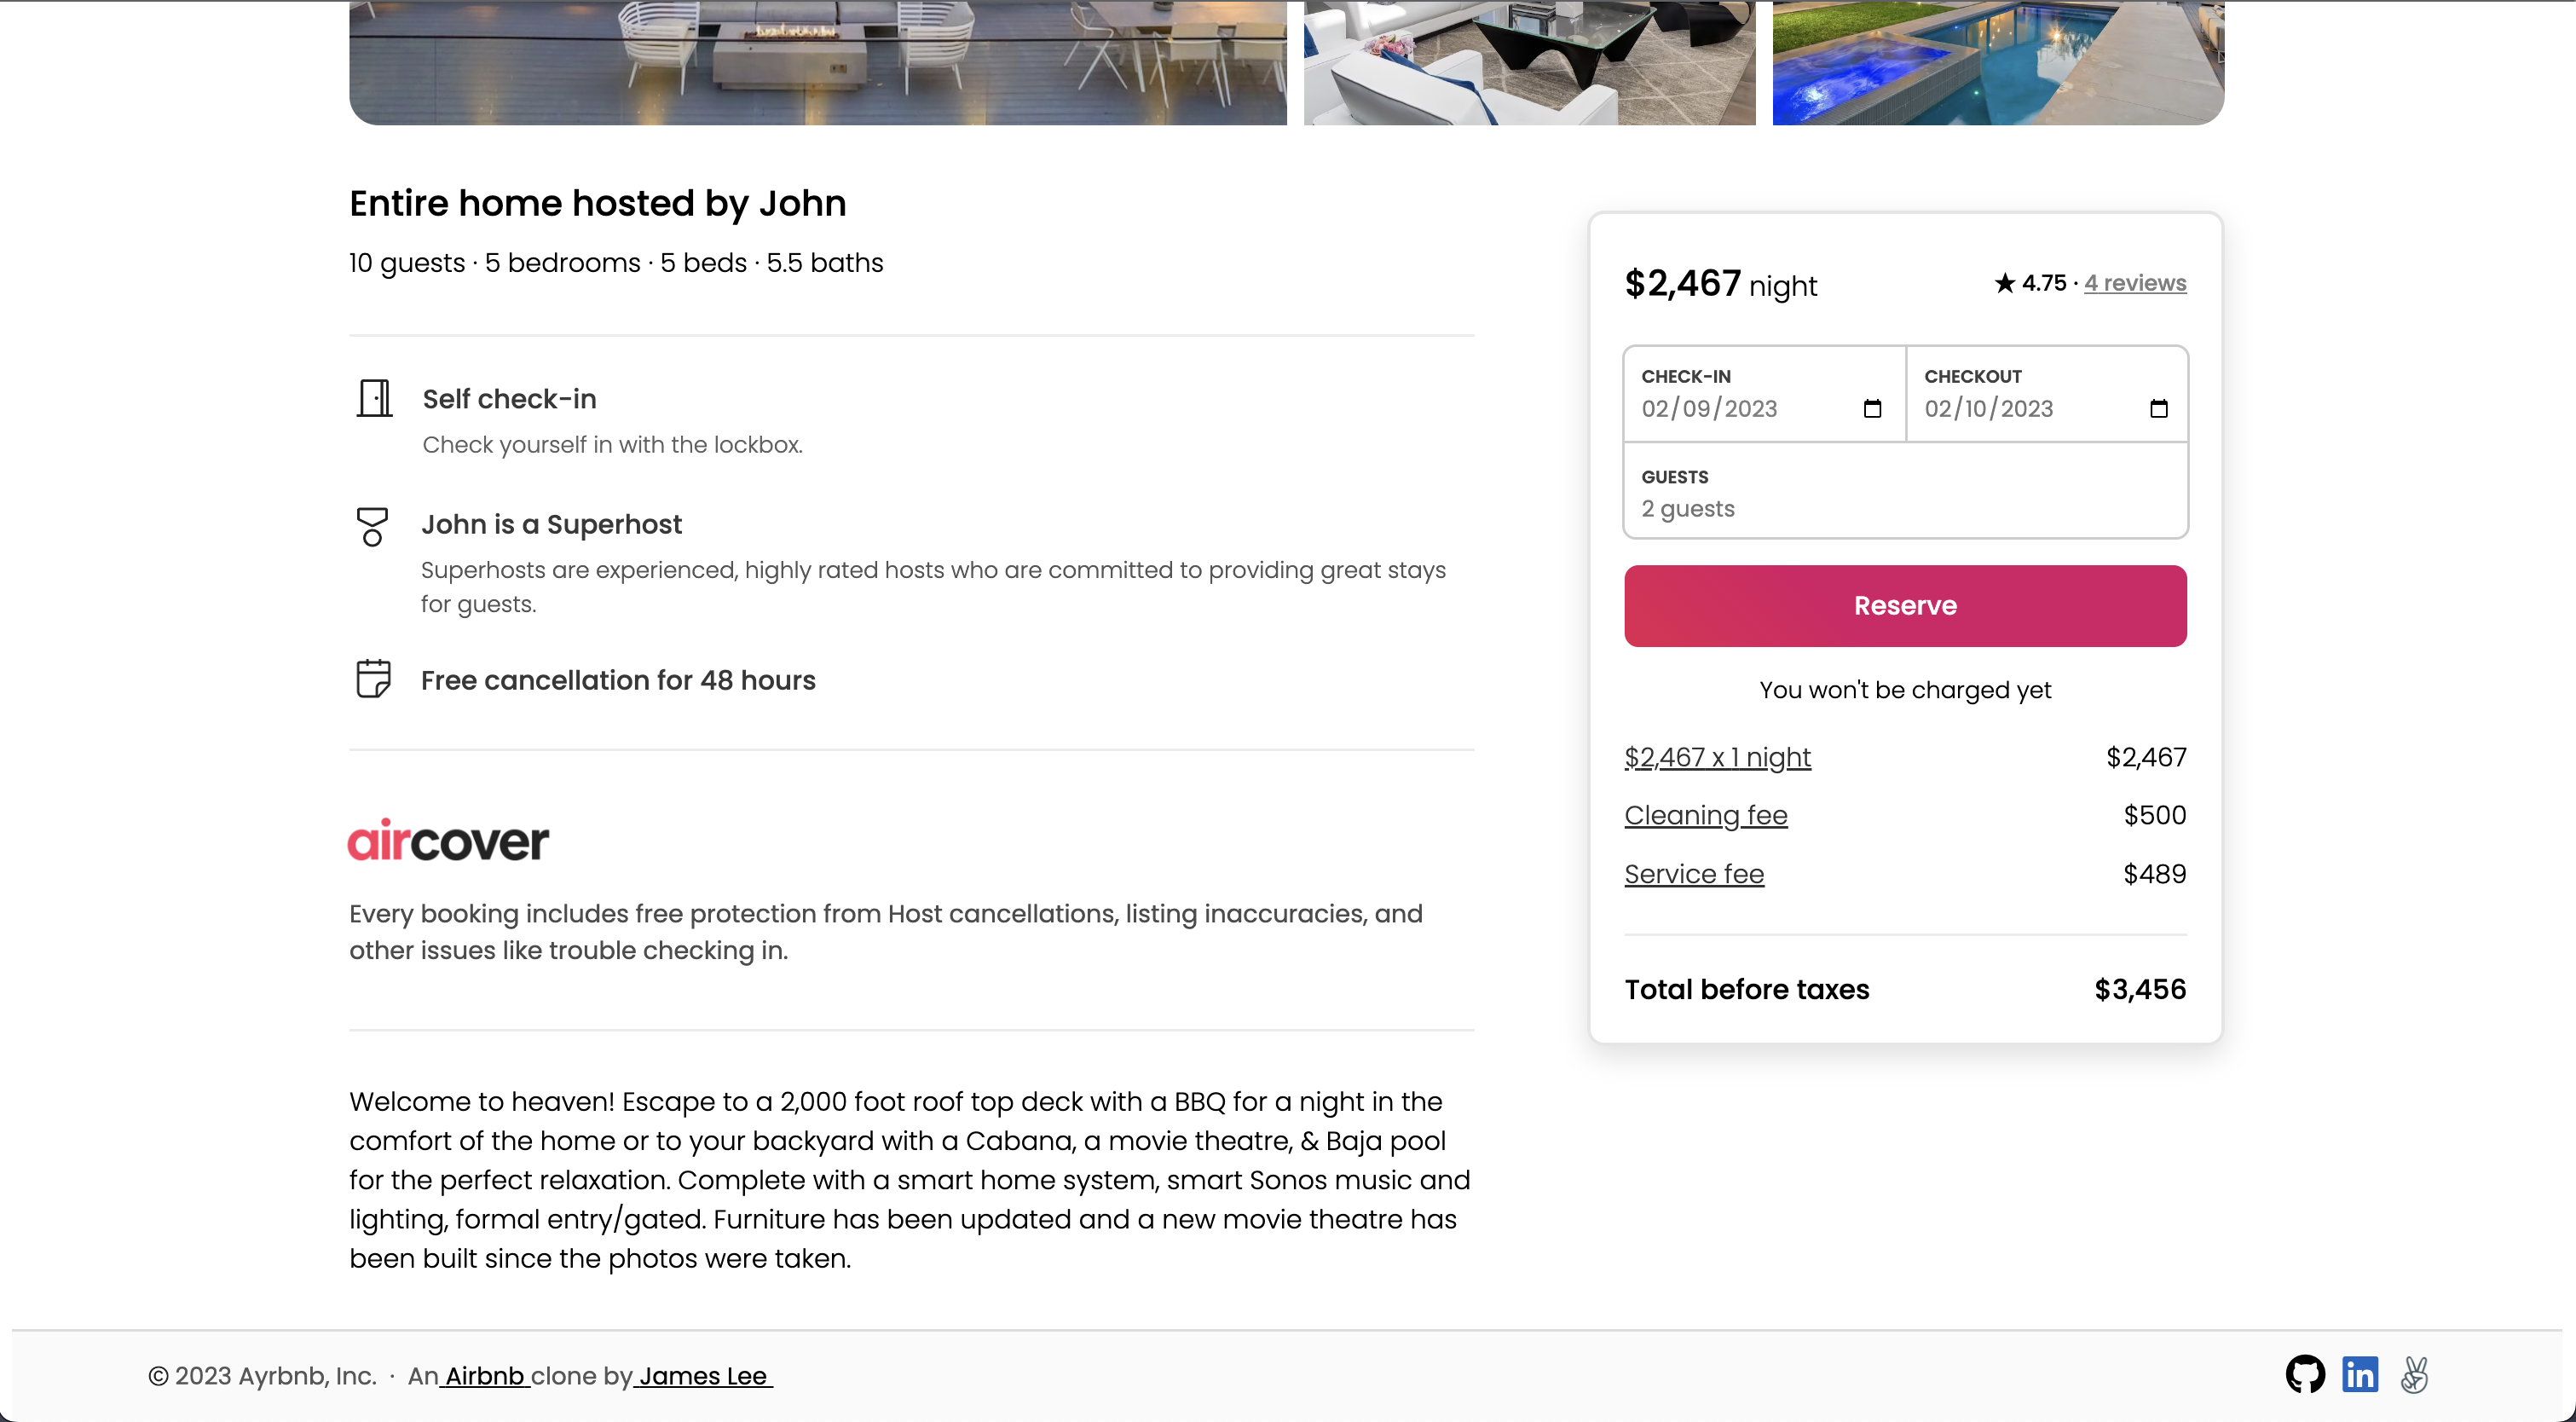 Entire home hosted by John
10 guests · 5 bedrooms · 5 beds · 5.5 baths
Self check-in
Check yourself in with the lockbox.
John is a Superhost
Superhosts are experienced, highly rated hosts who are committed to providing great stays
for guests.
Free cancellation for 48 hours
aircover
Every booking includes free protection from Host cancellations, listing inaccuracies, and
other issues like trouble checking in.
Welcome to heaven! Escape to a 2,000 foot roof top deck with a BBQ for a night in the
comfort of the home or to your backyard with a Cabana, a movie theatre, & Baja pool
for the perfect relaxation. Complete with a smart home system, smart Sonos music and
lighting, formal entry/gated. Furniture has been updated and a new movie theatre has
been built since the photos were taken.
$2,467 night ★ 4.75 · 4 reviews
CHECK-IN CHECKOUT
02/09/2023 02/10/2023
GUESTS
2 guests
Reserve
You won't be charged yet
$2,467 x 1 night $2,467
Cleaning fee $500
Service fee $489
Total before taxes $3,456
© 2023 Ayrbnb, Inc. · An Airbnb clone by James Lee
in